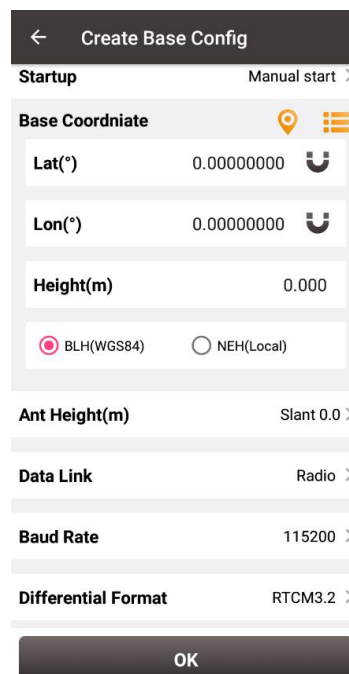 Create Base Config
Startup Manual start
Base Coordniate
Lat(°) 0.00000000
Lon(°) 0.00000000
Height(m) 0.000
BLH(WGS84) NEH(Local)
Ant Height(m) Slant 0.0
Data Link Radio
Baud Rate 115200
Differential Format RTCM3.2
OK